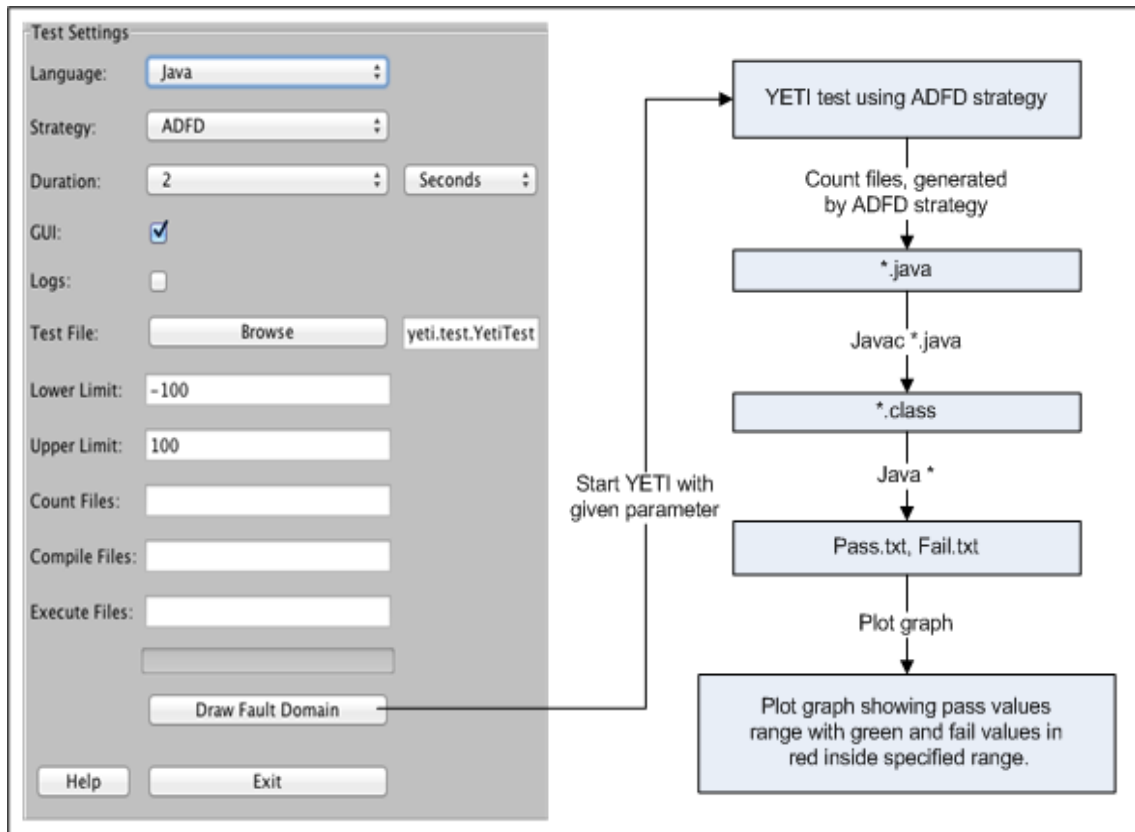 Test Settings
Language:
Java
Strategy:
ADFD
Duration:
2
Seconds
GUI:
Logs:
Test File:
Browse
yeti.test.YetiTest
Lower Limit:
-100
Upper Limit:
100
Count Files:
Compile Files:
Execute Files:
Draw Fault Domain
Help
Exit
Start YETI with
given parameter
YETI test using ADFD strategy
Count files, generated
by ADFD strategy
*.java
Javac *.java
*.class
Java *
Pass.txt, Fail.txt
Plot graph
Plot graph showing pass values
range with green and fail values in
red inside specified range.